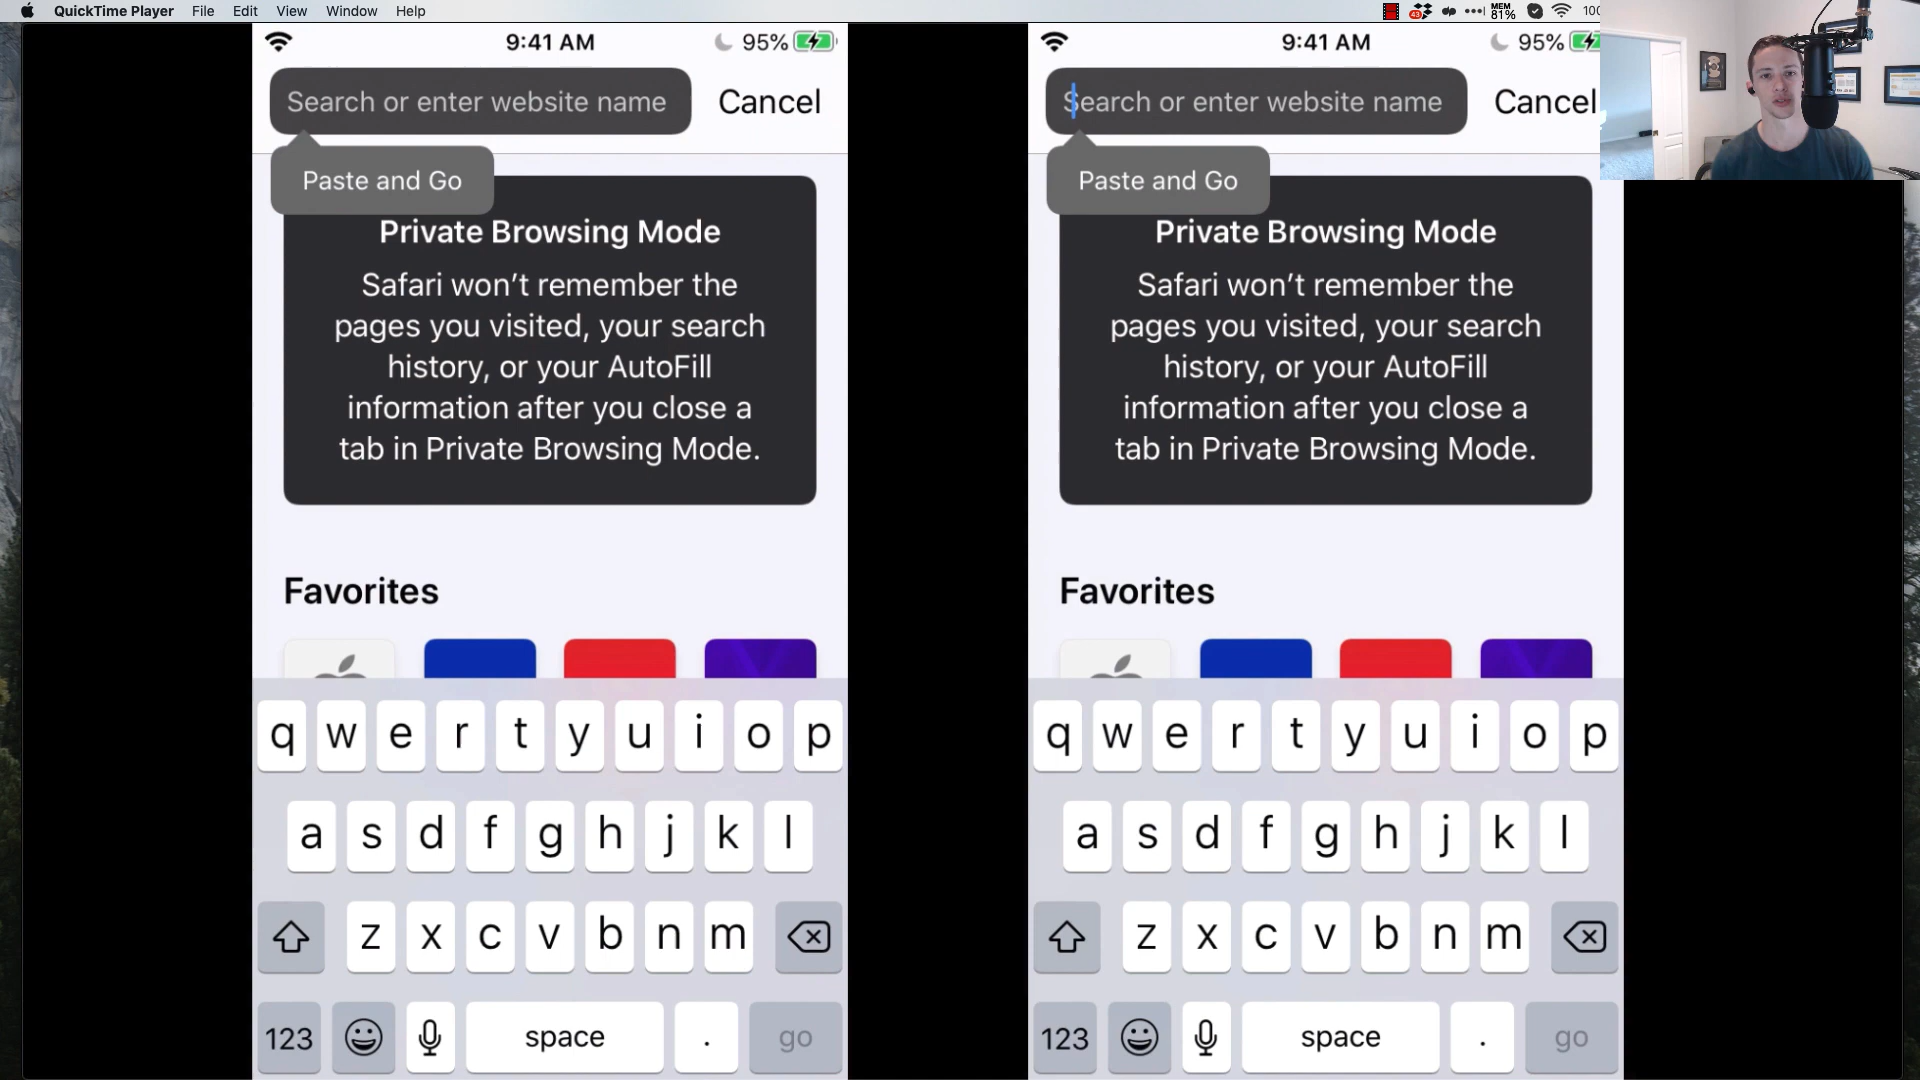 QuickTime Player File Edit View Window Help
43 MEM 81% 100
9:41 AM 95%
Search or enter website name Cancel
Paste and Go
Private Browsing Mode
Safari won’t remember the
pages you visited, your search
history, or your AutoFill
information after you close a
tab in Private Browsing Mode.
Favorites
q w e r t y u i o p
a s d f g h j k l
z x c v b n m
123 space . go
9:41 AM 95%
Search or enter website name Cancel
Paste and Go
Private Browsing Mode
Safari won’t remember the
pages you visited, your search
history, or your AutoFill
information after you close a
tab in Private Browsing Mode.
Favorites
q w e r t y u i o p
a s d f g h j k l
z x c v b n m
123 space . go